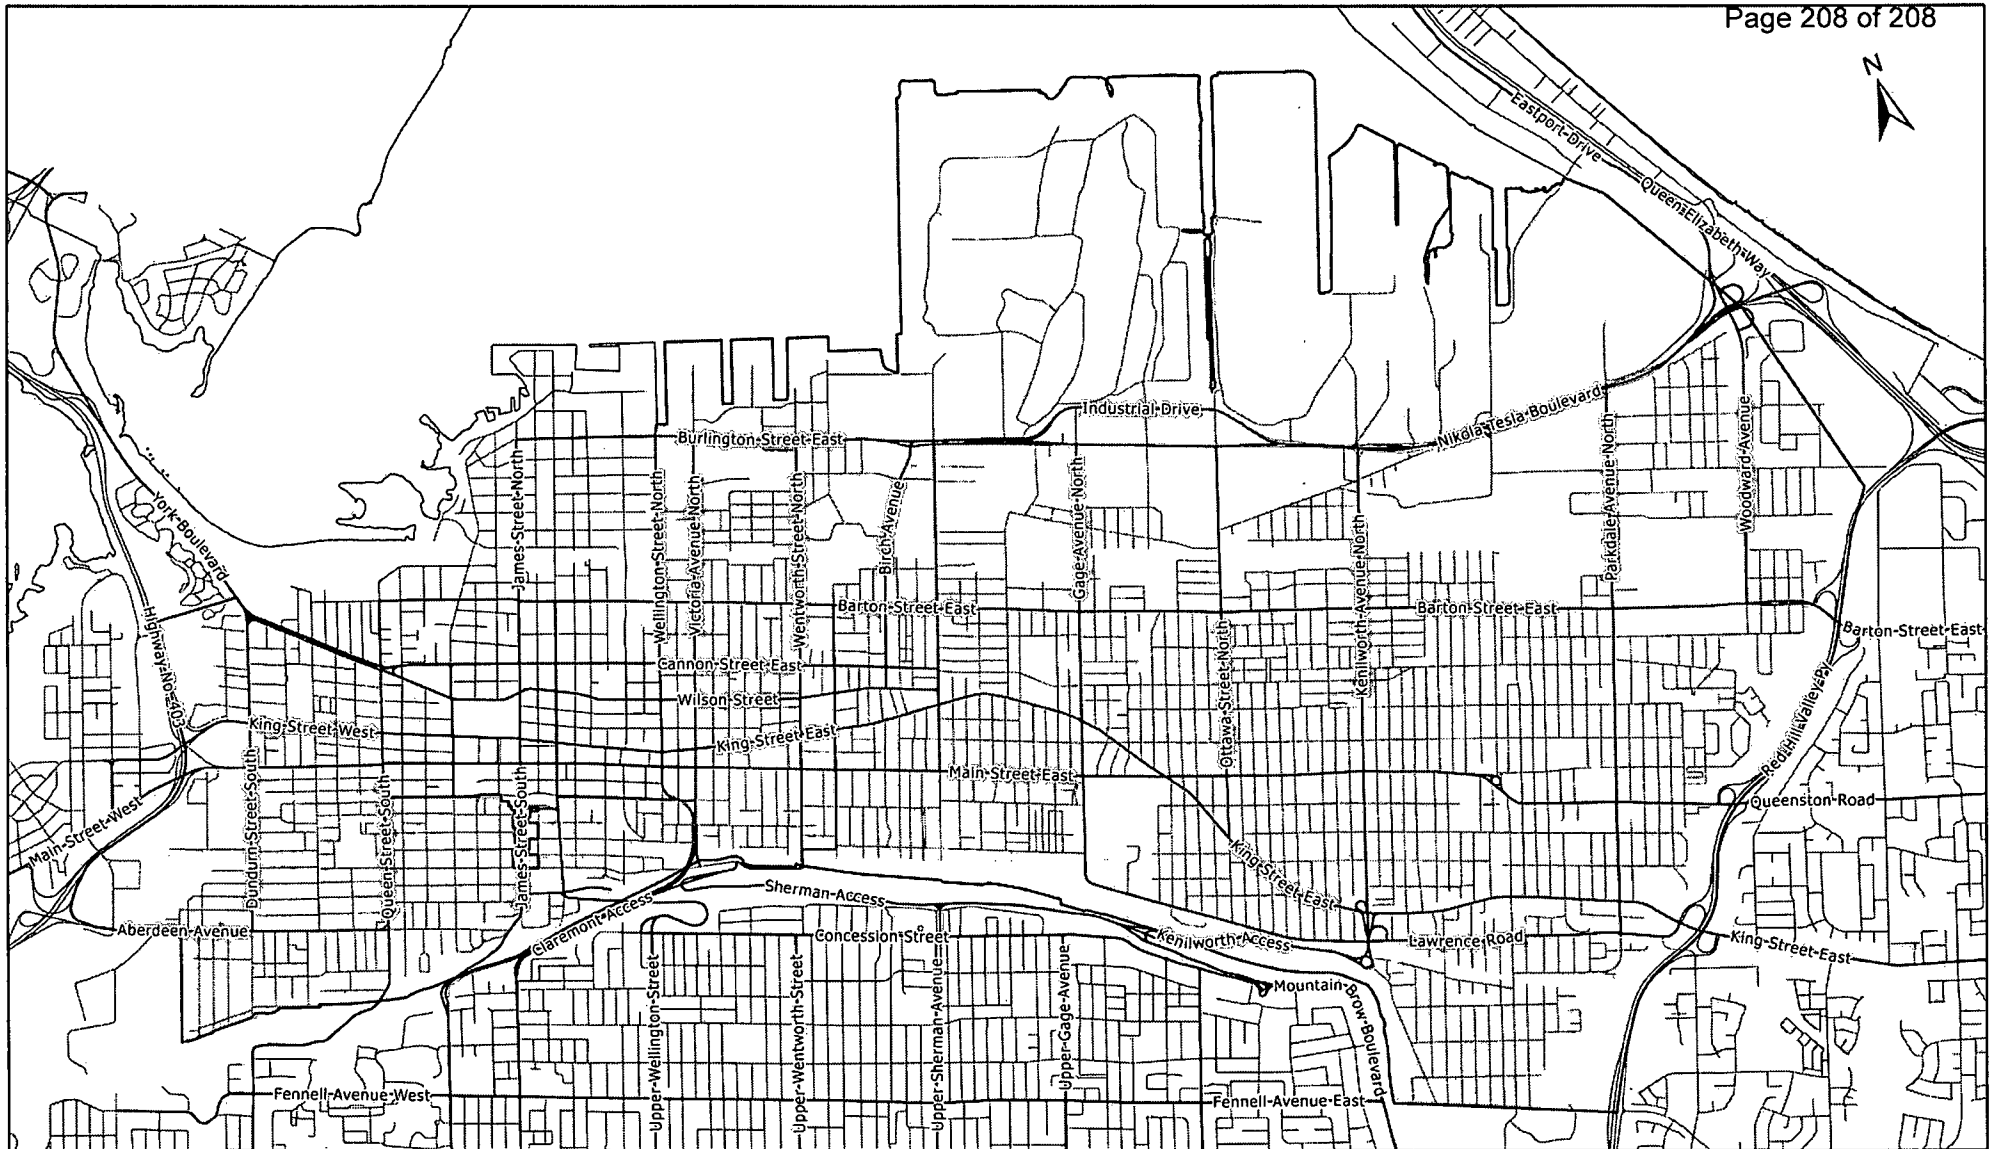 Page 208 of 208
N
Eastport Drive
Queen Elizabeth Way
Industrial Drive
Burlington Street East
Nikola Tesla Boulevard
James Street North
Wellington Street North
Victoria Avenue North
Wentworth Street North
Birch Avenue
Gage Avenue North
Kenilworth Avenue North
Parkdale Avenue North
Woodward Avenue
York Boulevard
Highway No. 403
Barton Street East
Barton Street East
Barton Street East
Cannon Street East
Wilson Street
Ottawa Street North
King Street West
King Street East
Red Hill Valley Py
Main Street East
Queenston Road
Main Street West
Dundurn Street South
Queen Street South
James Street South
King Street East
Sherman Access
Claremont Access
Aberdeen Avenue
Concession Street
Kenilworth Access
Lawrence Road
King Street East
Mountain Brow Boulevard
Upper Wellington Street
Upper Wentworth Street
Upper Sherman Avenue
Upper Gage Avenue
Fennell Avenue West
Fennell Avenue East